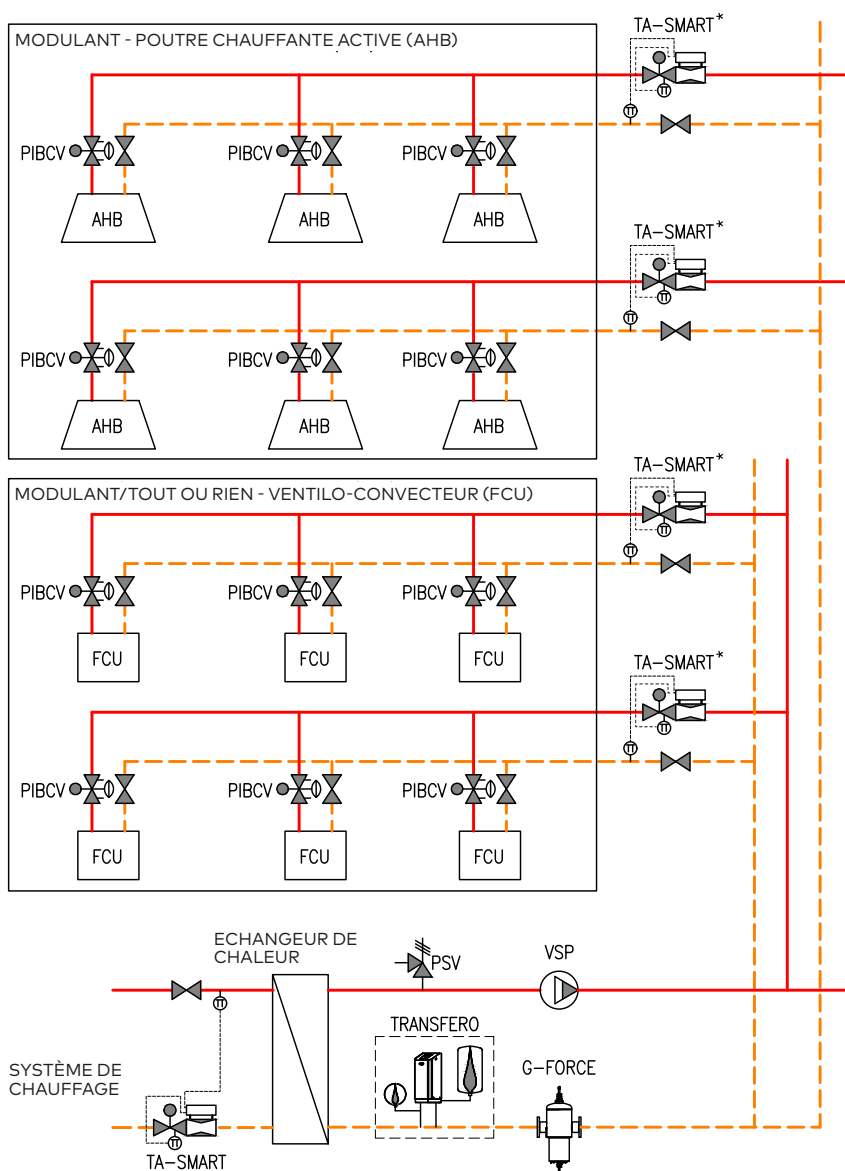 MODULANT - POUTRE CHAUFFANTE ACTIVE (AHB)
TA-SMART*
PIBCV PIBCV PIBCV
AHB AHB AHB
TA-SMART*
PIBCV PIBCV PIBCV
AHB AHB AHB
TA-SMART*
MODULANT/TOUT OU RIEN - VENTILO-CONVECTEUR (FCU)
PIBCV PIBCV PIBCV
FCU FCU FCU
TA-SMART*
PIBCV PIBCV PIBCV
FCU FCU FCU
ECHANGEUR DE
CHALEUR
PSV
VSP
TRANSFERO
G-FORCE
SYSTÈME DE
CHAUFFAGE
TA-SMART